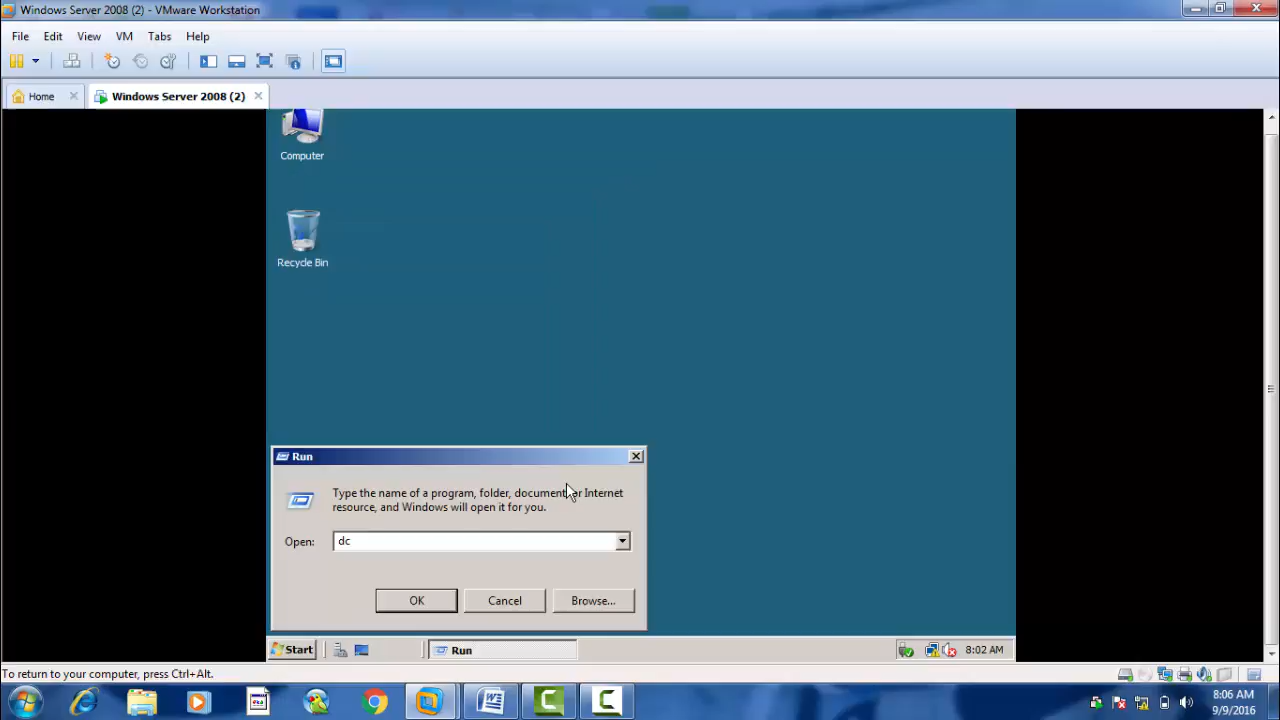 Windows Server 2008 (2) - VMware Workstation
File Edit View VM Tabs Help
Home Windows Server 2008 (2)
Computer
Recycle Bin
Run
Type the name of a program, folder, document, or Internet
resource, and Windows will open it for you.
Open: dc
OK Cancel Browse...
Start Run 8:02 AM
To return to your computer, press Ctrl+Alt.
8:06 AM
9/9/2016